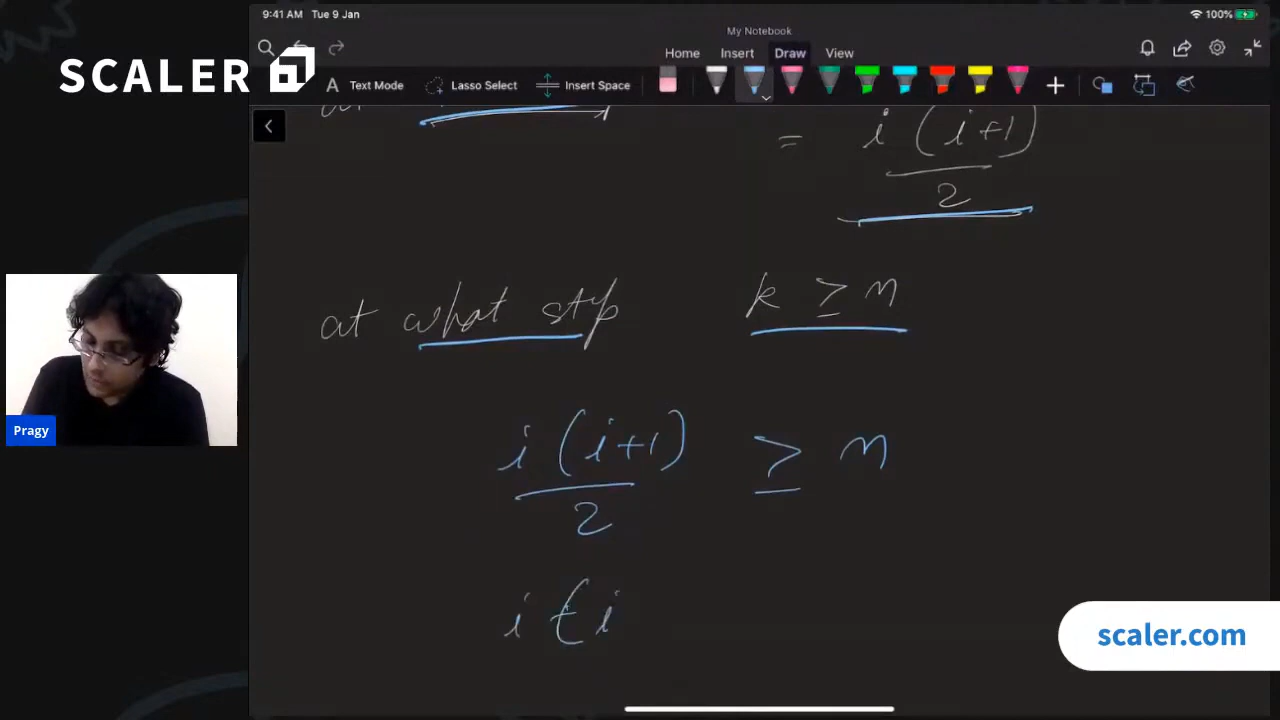 9:41 AM Tue 9 Jan
100%
My Notebook
SCALER
Home Insert Draw View
Text Mode Lasso Select Insert Space
= i (i+1)
2
at what step k ≥ n
i (i+1) ≥ n
2
i (i
Pragy
scaler.com